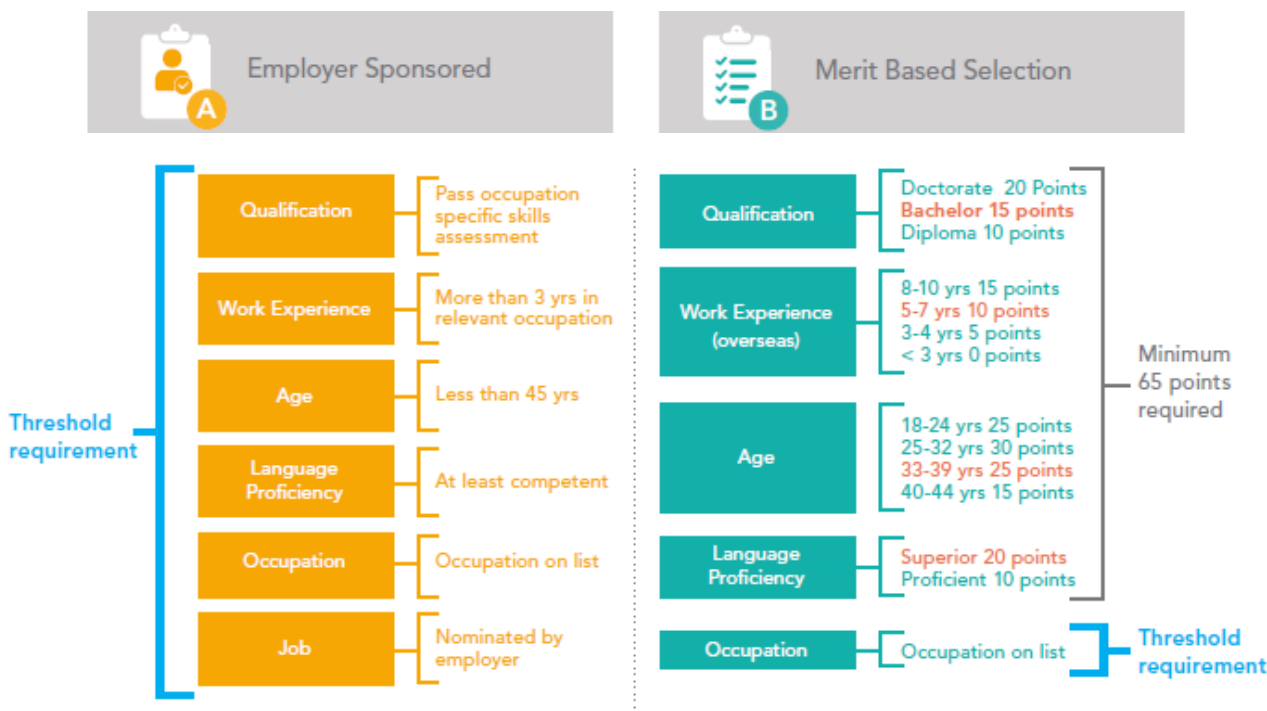 Employer Sponsored
A
Threshold
requirement
Qualification
Pass occupation
specific skills
assessment
Work Experience
More than 3 yrs in
relevant occupation
Age
Less than 45 yrs
Language
Proficiency
At least competent
Occupation
Occupation on list
Job
Nominated by
employer
Merit Based Selection
B
Qualification
Doctorate 20 Points
Bachelor 15 points
Diploma 10 points
Work Experience
(overseas)
8-10 yrs 15 points
5-7 yrs 10 points
3-4 yrs 5 points
< 3 yrs 0 points
Age
18-24 yrs 25 points
25-32 yrs 30 points
33-39 yrs 25 points
40-44 yrs 15 points
Language
Proficiency
Superior 20 points
Proficient 10 points
Minimum
65 points
required
Occupation
Occupation on list
Threshold
requirement